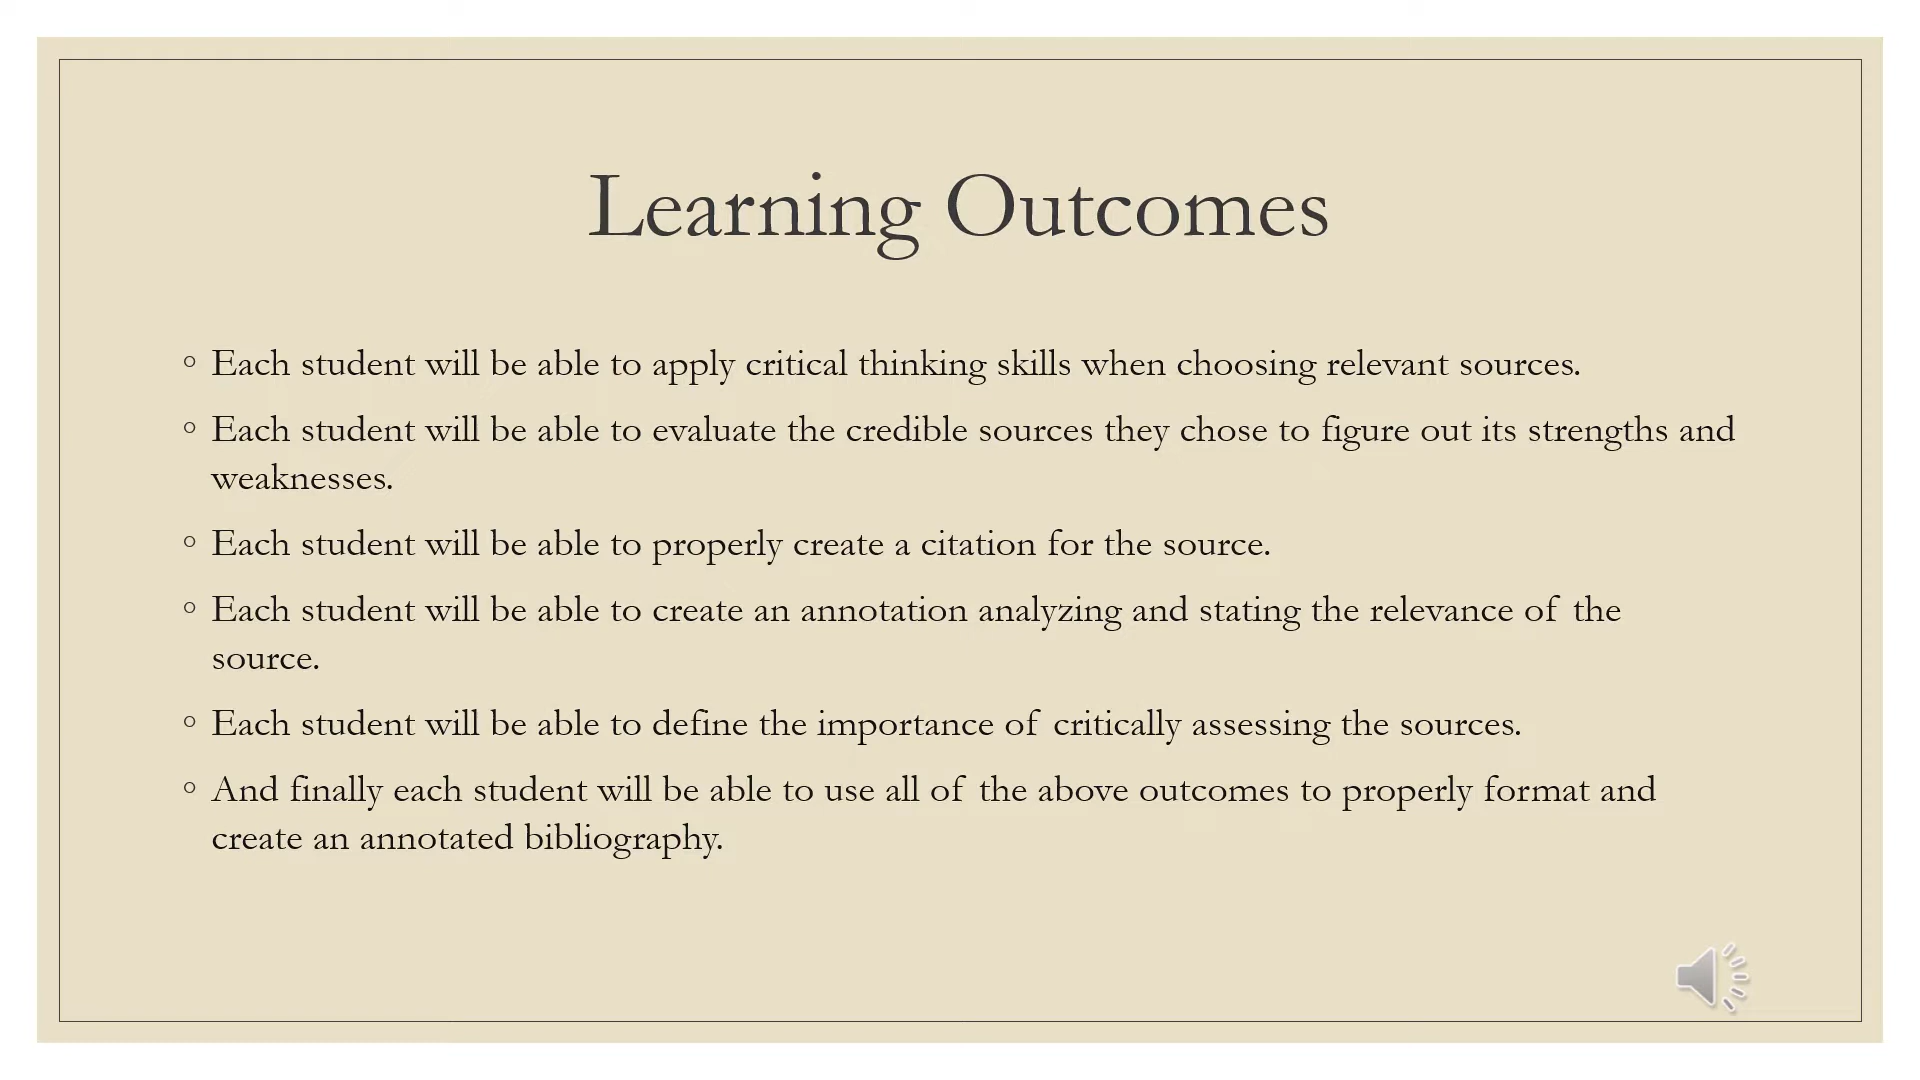 Learning Outcomes
◦ Each student will be able to apply critical thinking skills when choosing relevant sources.
◦ Each student will be able to evaluate the credible sources they chose to figure out its strengths and
weaknesses.
◦ Each student will be able to properly create a citation for the source.
◦ Each student will be able to create an annotation analyzing and stating the relevance of the
source.
◦ Each student will be able to define the importance of critically assessing the sources.
◦ And finally each student will be able to use all of the above outcomes to properly format and
create an annotated bibliography.